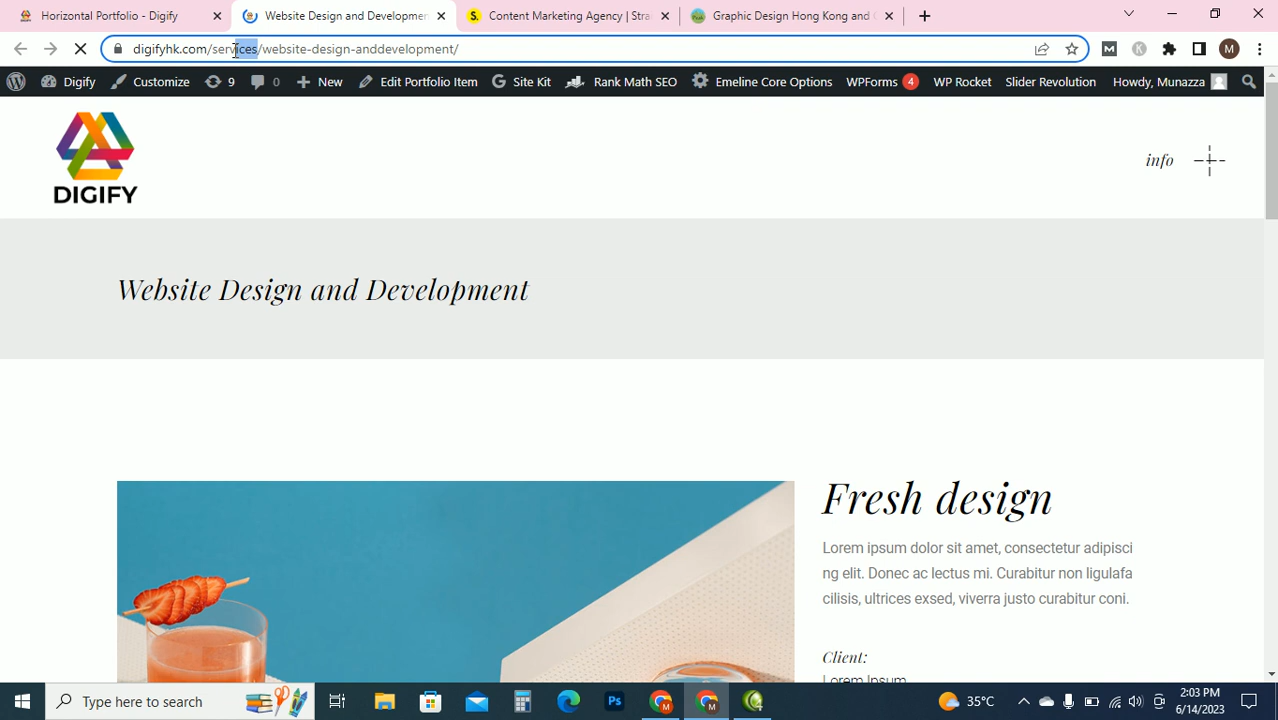 Horizontal Portfolio - Digify
Website Design and Developmen
Content Marketing Agency | Stra
Graphic Design Hong Kong and
digifyhk.com/services/website-design-anddevelopment/
Digify
Customize
9
0
New
Edit Portfolio Item
Site Kit
Rank Math SEO
Emeline Core Options
WPForms 4
WP Rocket
Slider Revolution
Howdy, Munazza
DIGIFY
info
Website Design and Development
Fresh design
Lorem ipsum dolor sit amet, consectetur adipisci
ng elit. Donec ac lectus mi. Curabitur non ligulafa
cilisis, ultrices exsed, viverra justo curabitur coni.
Client:
Lorem Ipsum
Type here to search
35°C
2:03 PM
6/14/2023